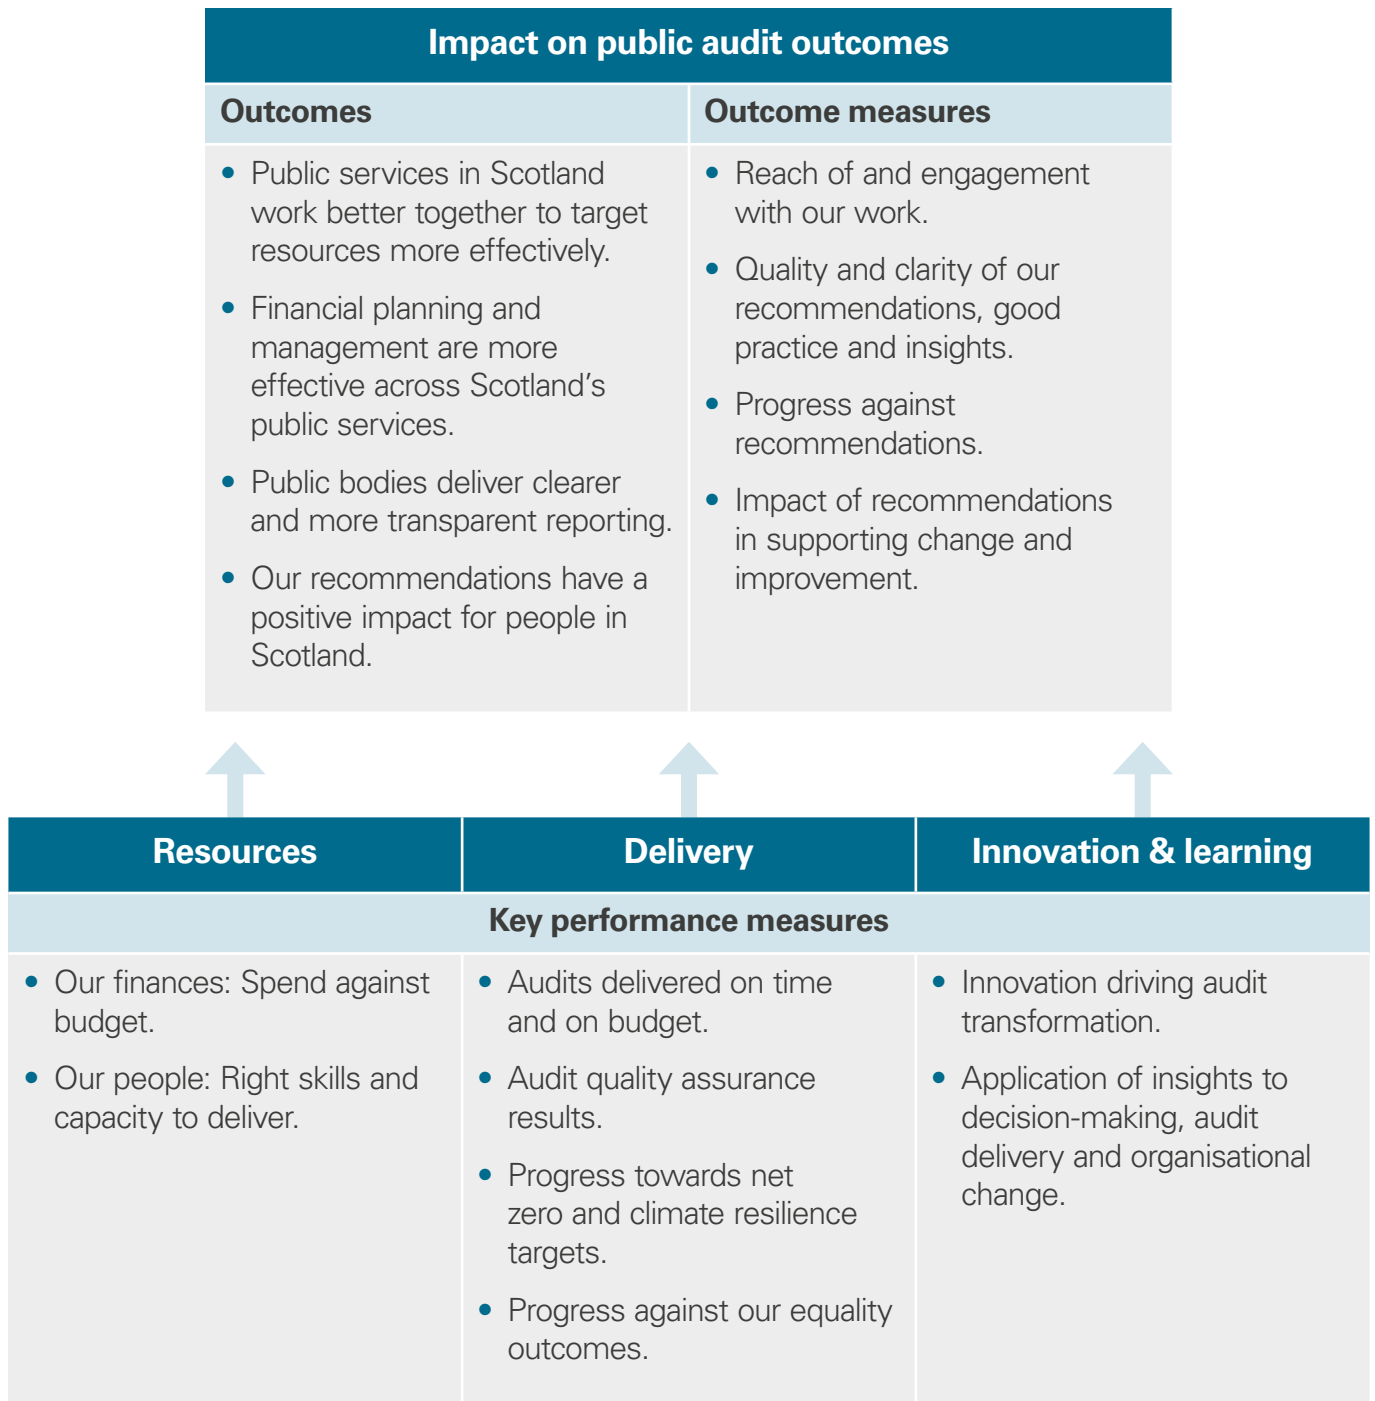 Impact on public audit outcomes
Outcomes
• Public services in Scotland
work better together to target
resources more effectively.
• Financial planning and
management are more
effective across Scotland’s
public services.
• Public bodies deliver clearer
and more transparent reporting.
• Our recommendations have a
positive impact for people in
Scotland.
Outcome measures
• Reach of and engagement
with our work.
• Quality and clarity of our
recommendations, good
practice and insights.
• Progress against
recommendations.
• Impact of recommendations
in supporting change and
improvement.
Resources
Delivery
Innovation & learning
Key performance measures
• Our finances: Spend against
budget.
• Our people: Right skills and
capacity to deliver.
• Audits delivered on time
and on budget.
• Audit quality assurance
results.
• Progress towards net
zero and climate resilience
targets.
• Progress against our equality
outcomes.
• Innovation driving audit
transformation.
• Application of insights to
decision-making, audit
delivery and organisational
change.